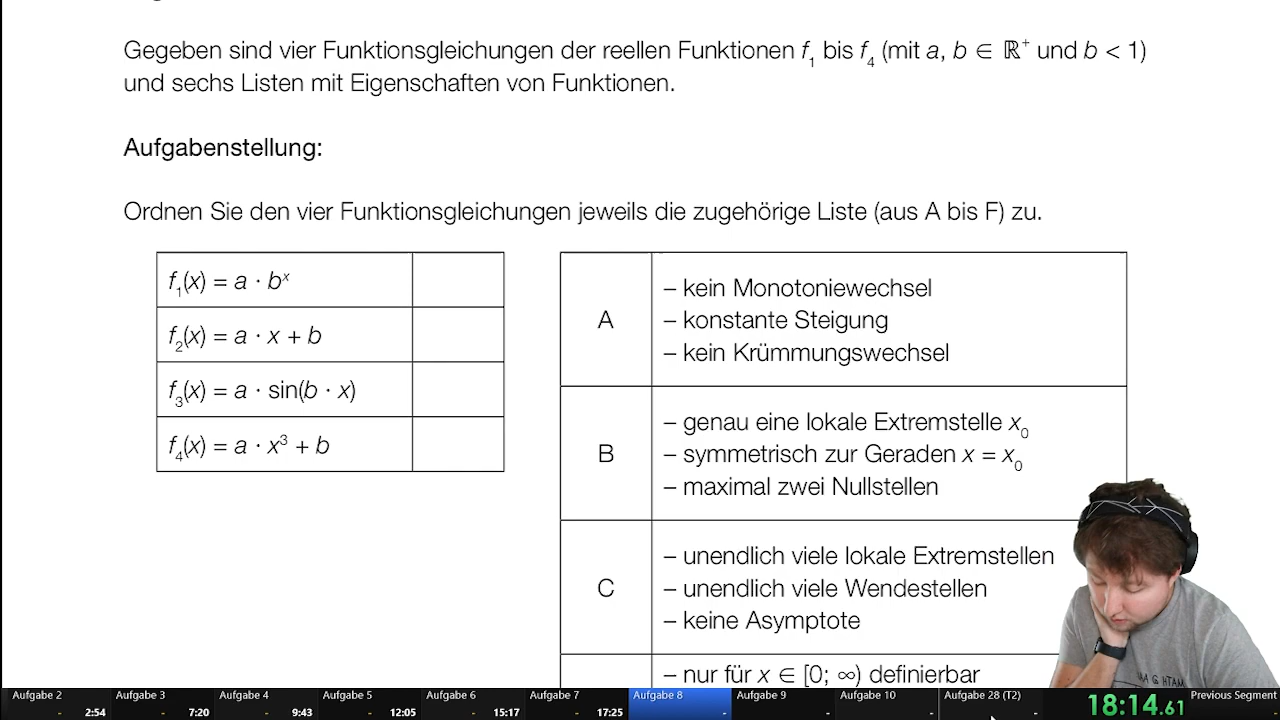 Gegeben sind vier Funktionsgleichungen der reellen Funktionen f₁ bis f₄ (mit a, b ∈ ℝ⁺ und b < 1)
und sechs Listen mit Eigenschaften von Funktionen.
Aufgabenstellung:
Ordnen Sie den vier Funktionsgleichungen jeweils die zugehörige Liste (aus A bis F) zu.
f₁(x) = a · bˣ
f₂(x) = a · x + b
f₃(x) = a · sin(b · x)
f₄(x) = a · x³ + b
A
– kein Monotoniewechsel
– konstante Steigung
– kein Krümmungswechsel
B
– genau eine lokale Extremstelle x₀
– symmetrisch zur Geraden x = x₀
– maximal zwei Nullstellen
C
– unendlich viele lokale Extremstellen
– unendlich viele Wendestellen
– keine Asymptote
– nur für x ∈ [0; ∞) definierbar
Aufgabe 2 Aufgabe 3 Aufgabe 4 Aufgabe 5 Aufgabe 6 Aufgabe 7 Aufgabe 8 Aufgabe 9 Aufgabe 10 Aufgabe 28 (T2) 18:14.61 Previous Segment
- 2:54 - 7:20 - 9:43 - 12:05 - 15:17 - 17:25 - - - - -